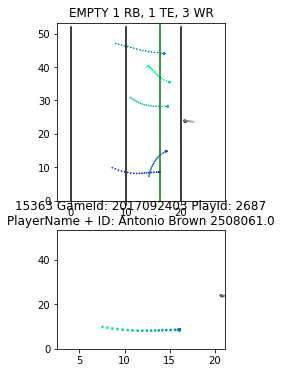 EMPTY 1 RB, 1 TE, 3 WR
50
40
30
20
10
0
0 10 20
15363 GameId: 2017092403 PlayId: 2687
PlayerName + ID: Antonio Brown 2508061.0
40
20
0
5 10 15 20